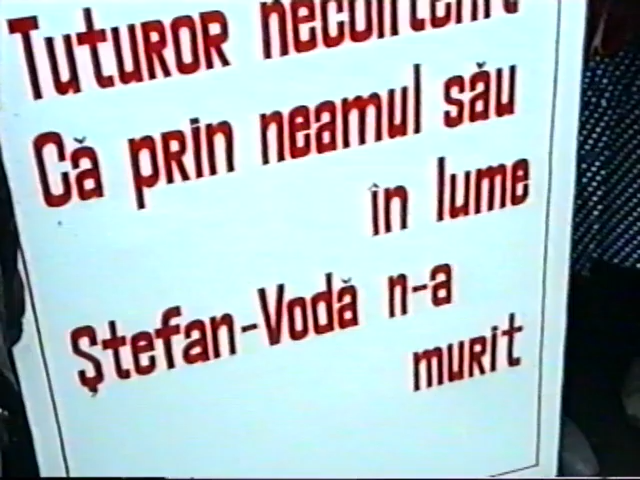 Tuturor necontenit
Că prin neamul său
în lume
Ştefan-Vodă n-a
murit